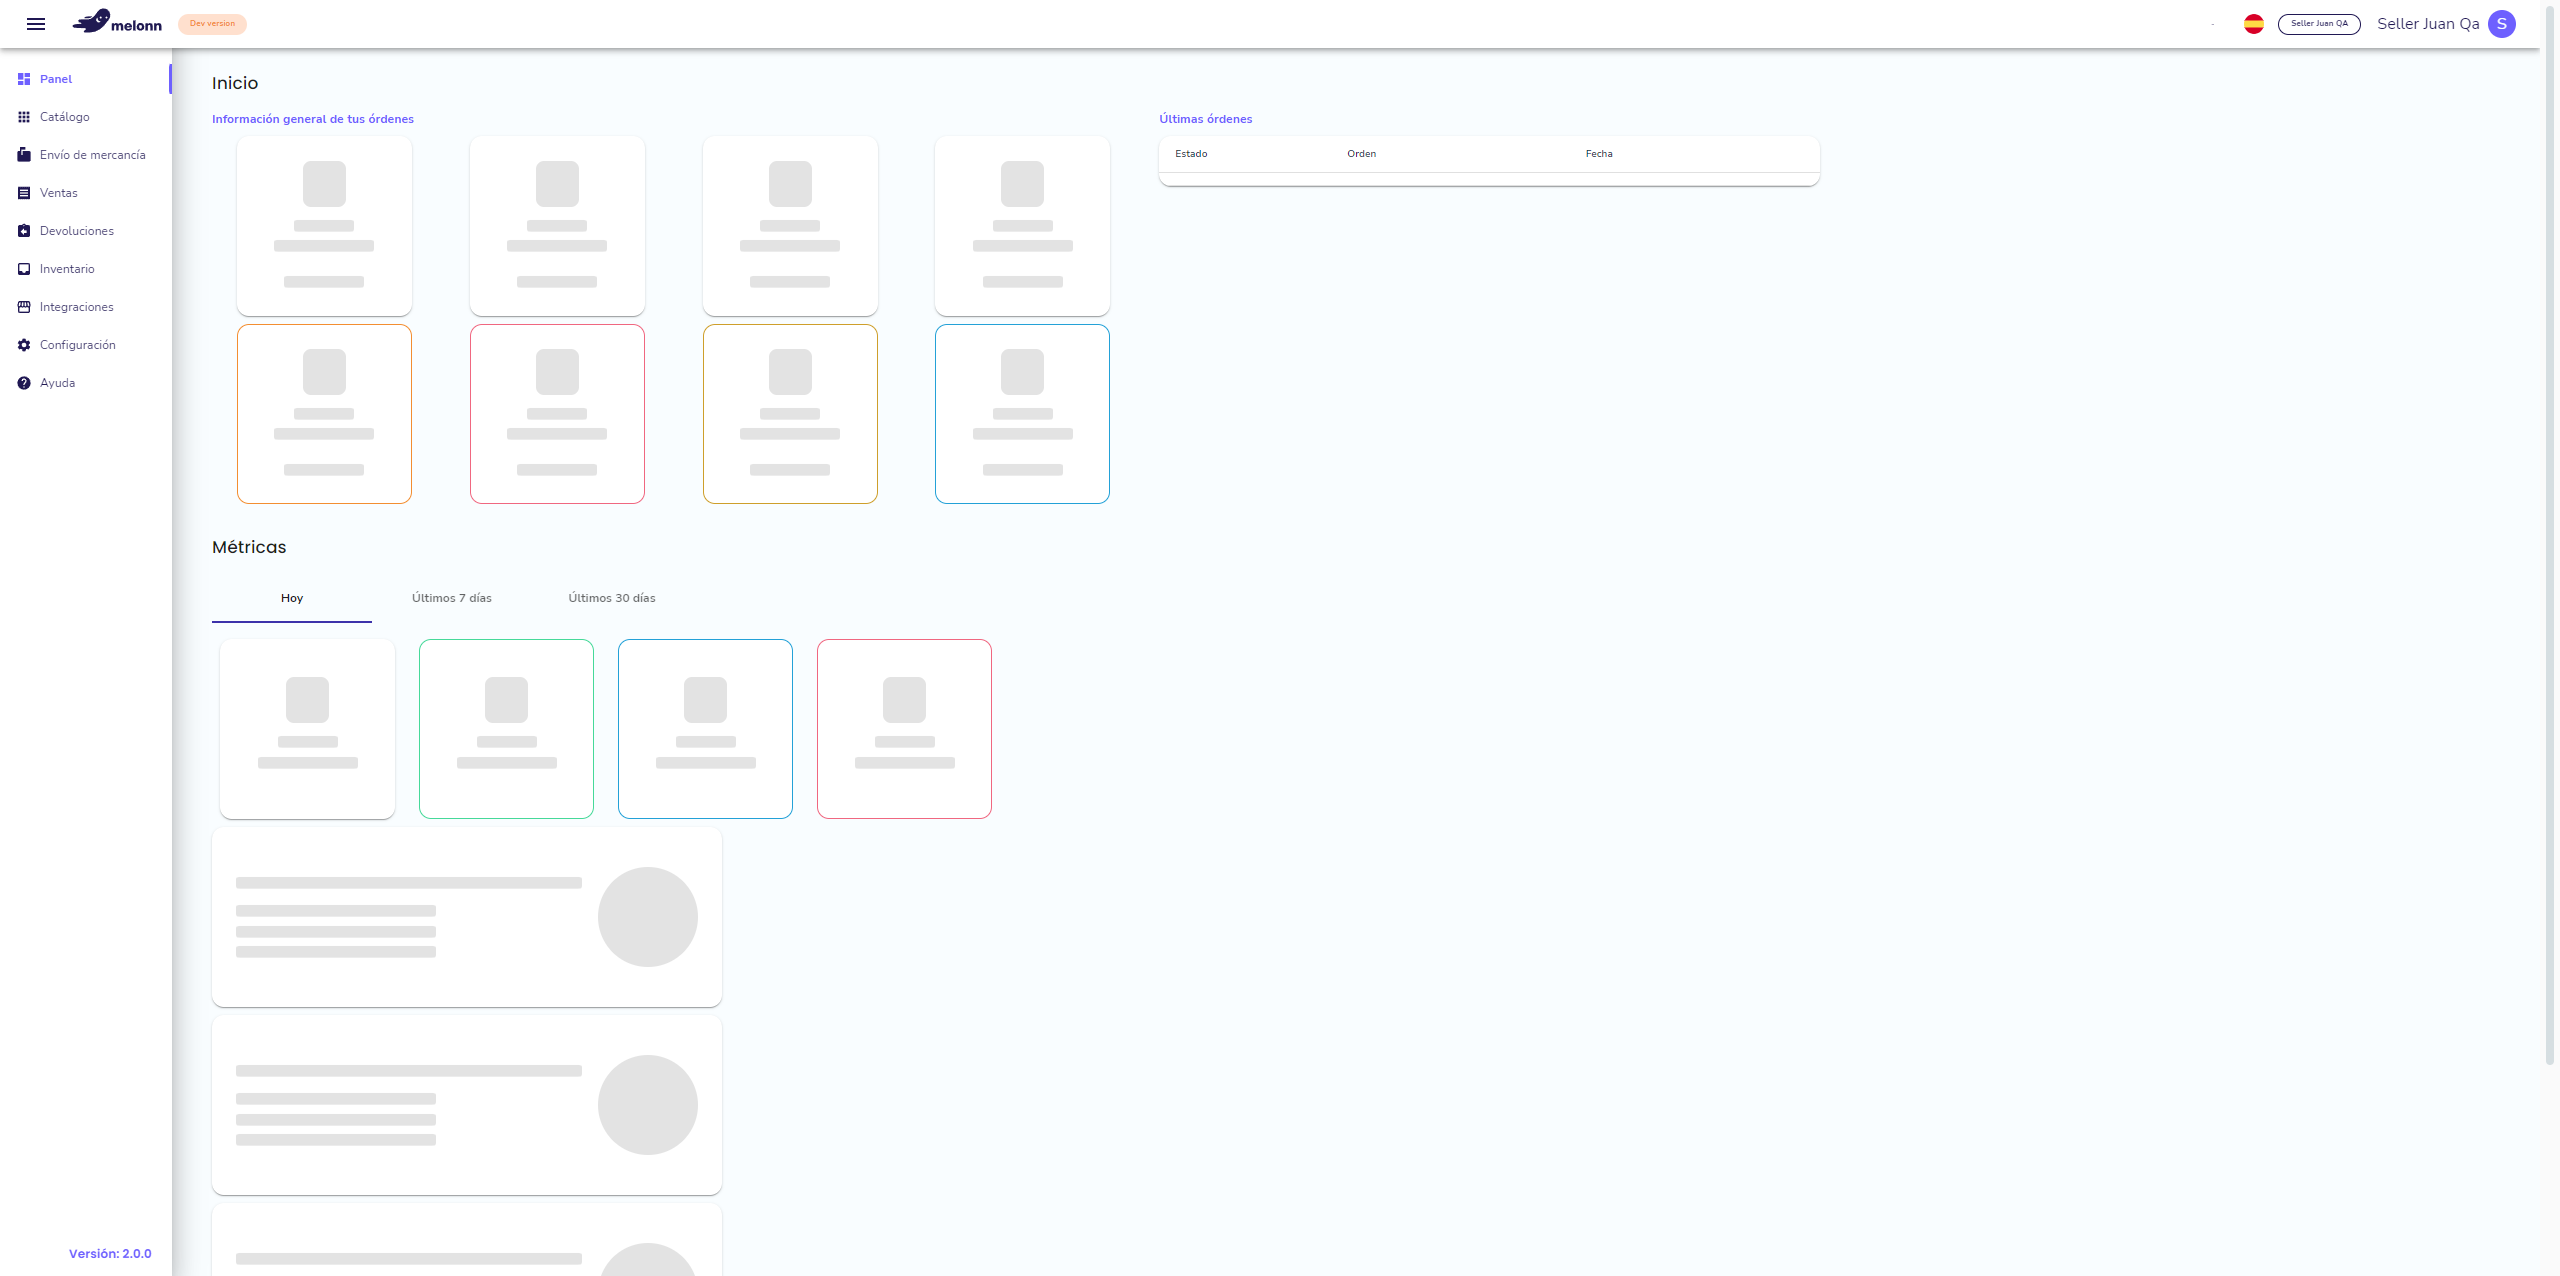 melonn
Dev version
Seller Juan QA
Seller Juan Qa
S
Panel
Catálogo
Envío de mercancía
Ventas
Devoluciones
Inventario
Integraciones
Configuración
Ayuda
Versión: 2.0.0
Inicio
Información general de tus órdenes
Últimas órdenes
Estado Orden Fecha
Métricas
Hoy Últimos 7 días Últimos 30 días